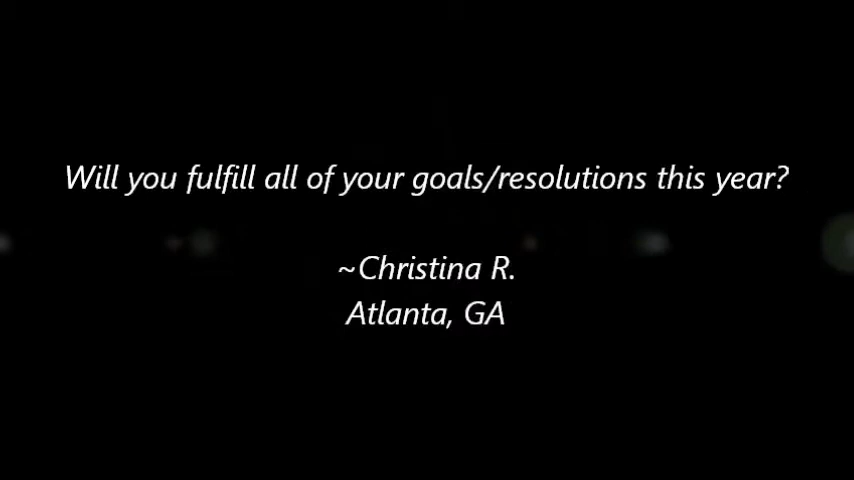 Will you fulfill all of your goals/resolutions this year?
~Christina R.
Atlanta, GA